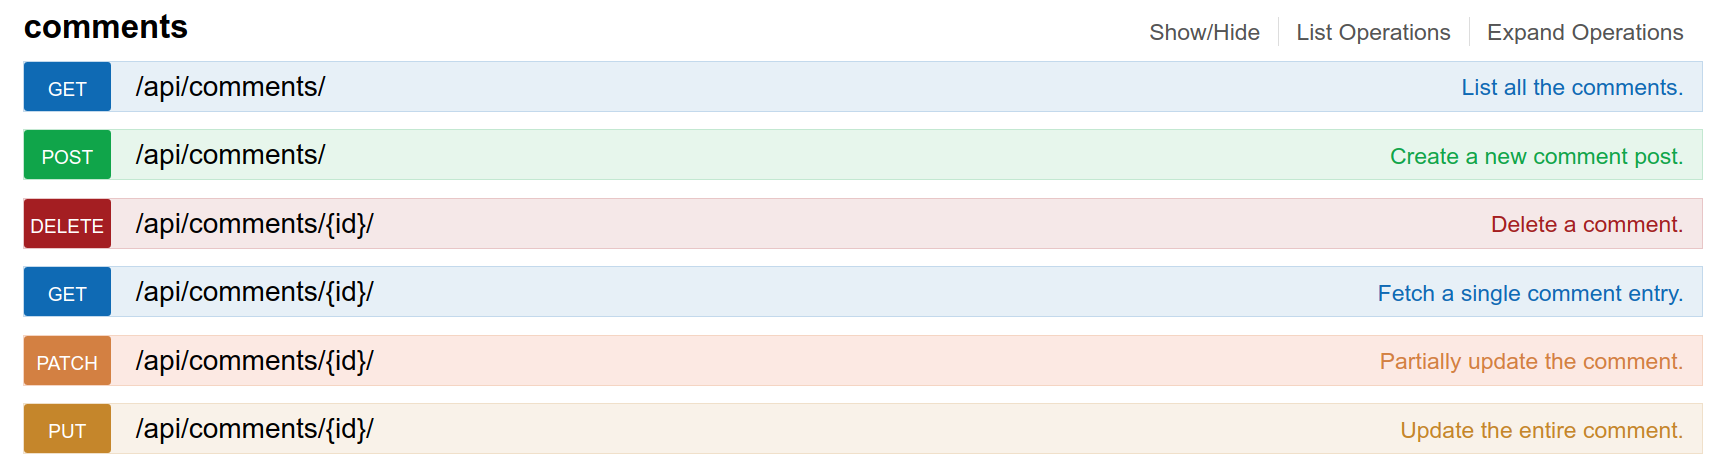 comments
Show/Hide List Operations Expand Operations
GET /api/comments/ List all the comments.
POST /api/comments/ Create a new comment post.
DELETE /api/comments/{id}/ Delete a comment.
GET /api/comments/{id}/ Fetch a single comment entry.
PATCH /api/comments/{id}/ Partially update the comment.
PUT /api/comments/{id}/ Update the entire comment.